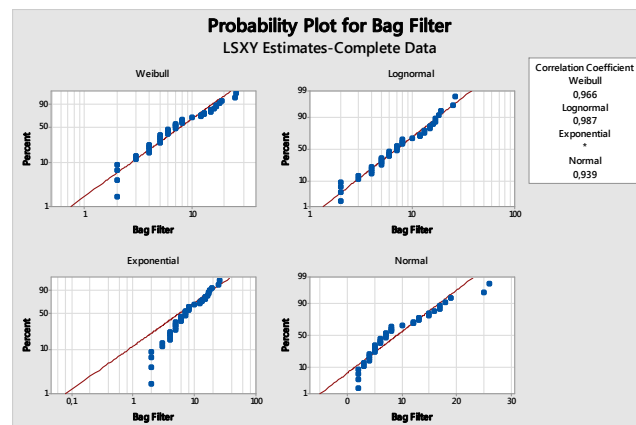 Probability Plot for Bag Filter
LSXY Estimates-Complete Data
Weibull
Percent
90
50
10
1
1
10
Bag Filter
Lognormal
Percent
99
90
50
10
1
1
10
100
Bag Filter
Correlation Coefficient
Weibull
0,966
Lognormal
0,987
Exponential
*
Normal
0,939
Exponential
Percent
90
50
10
1
0,1
1
10
100
Bag Filter
Normal
Percent
99
90
50
10
1
0
10
20
30
Bag Filter